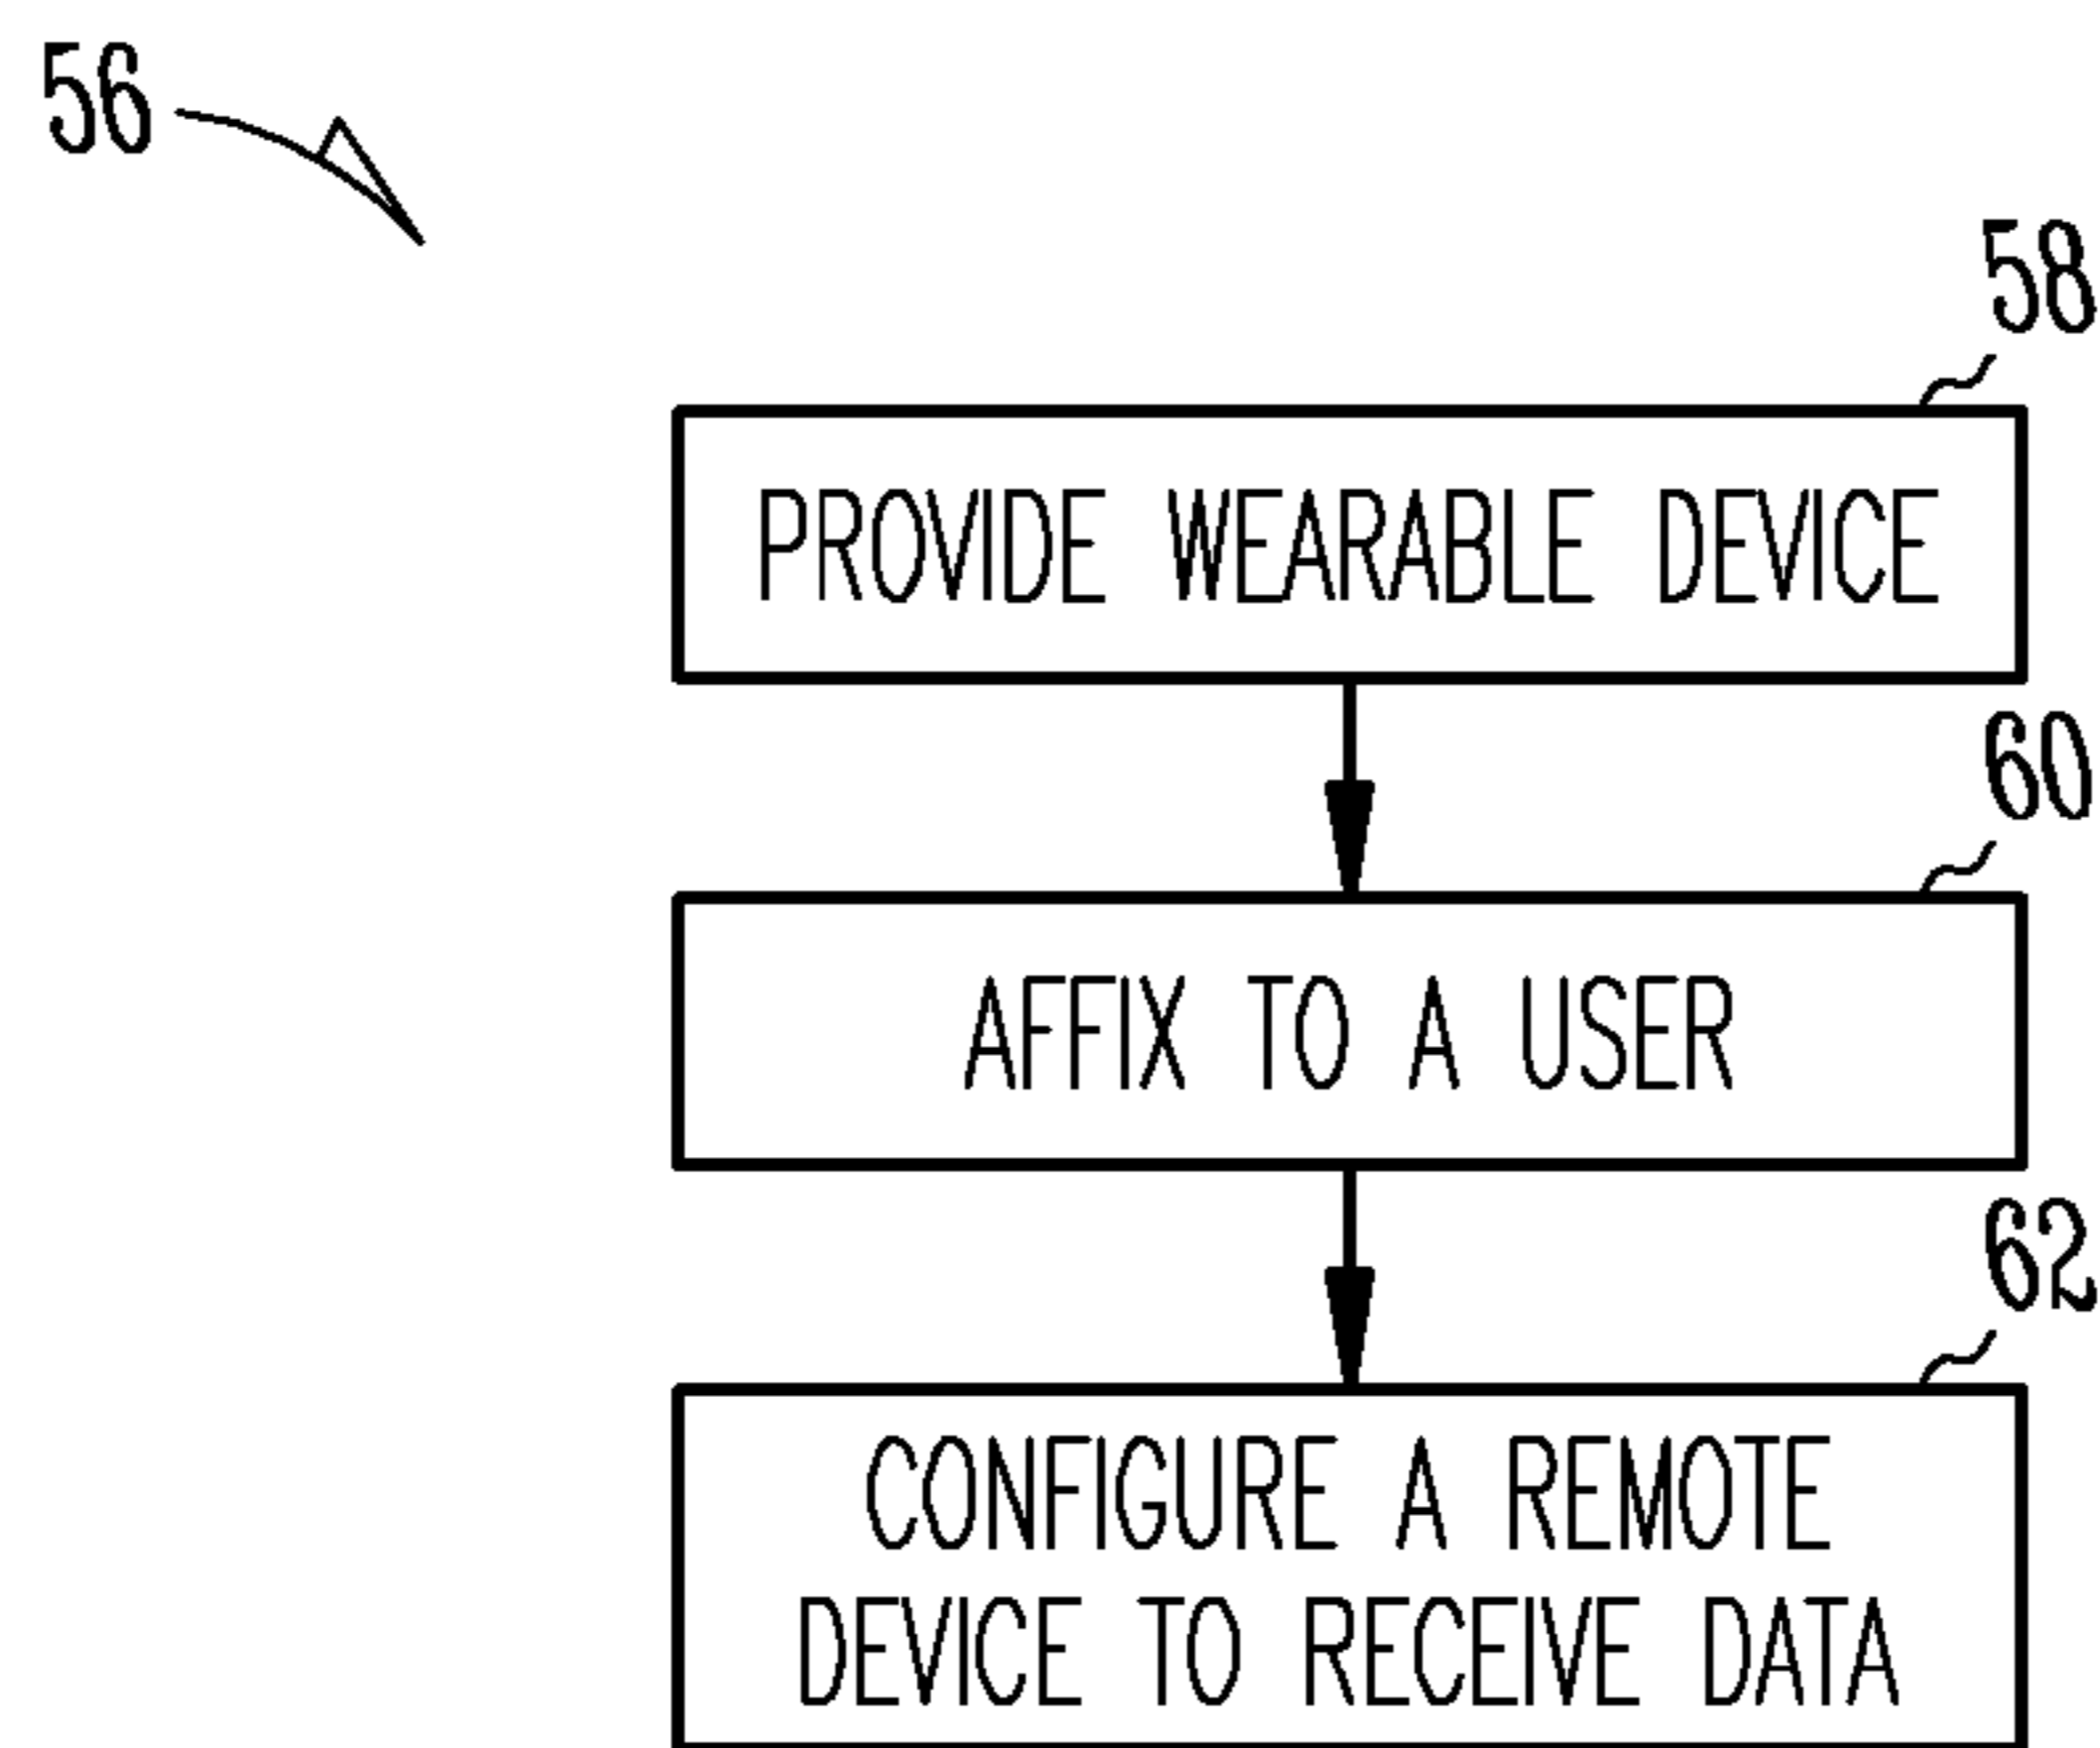 56
58
PROVIDE WEARABLE DEVICE
60
AFFIX TO A USER
62
CONFIGURE A REMOTE
DEVICE TO RECEIVE DATA